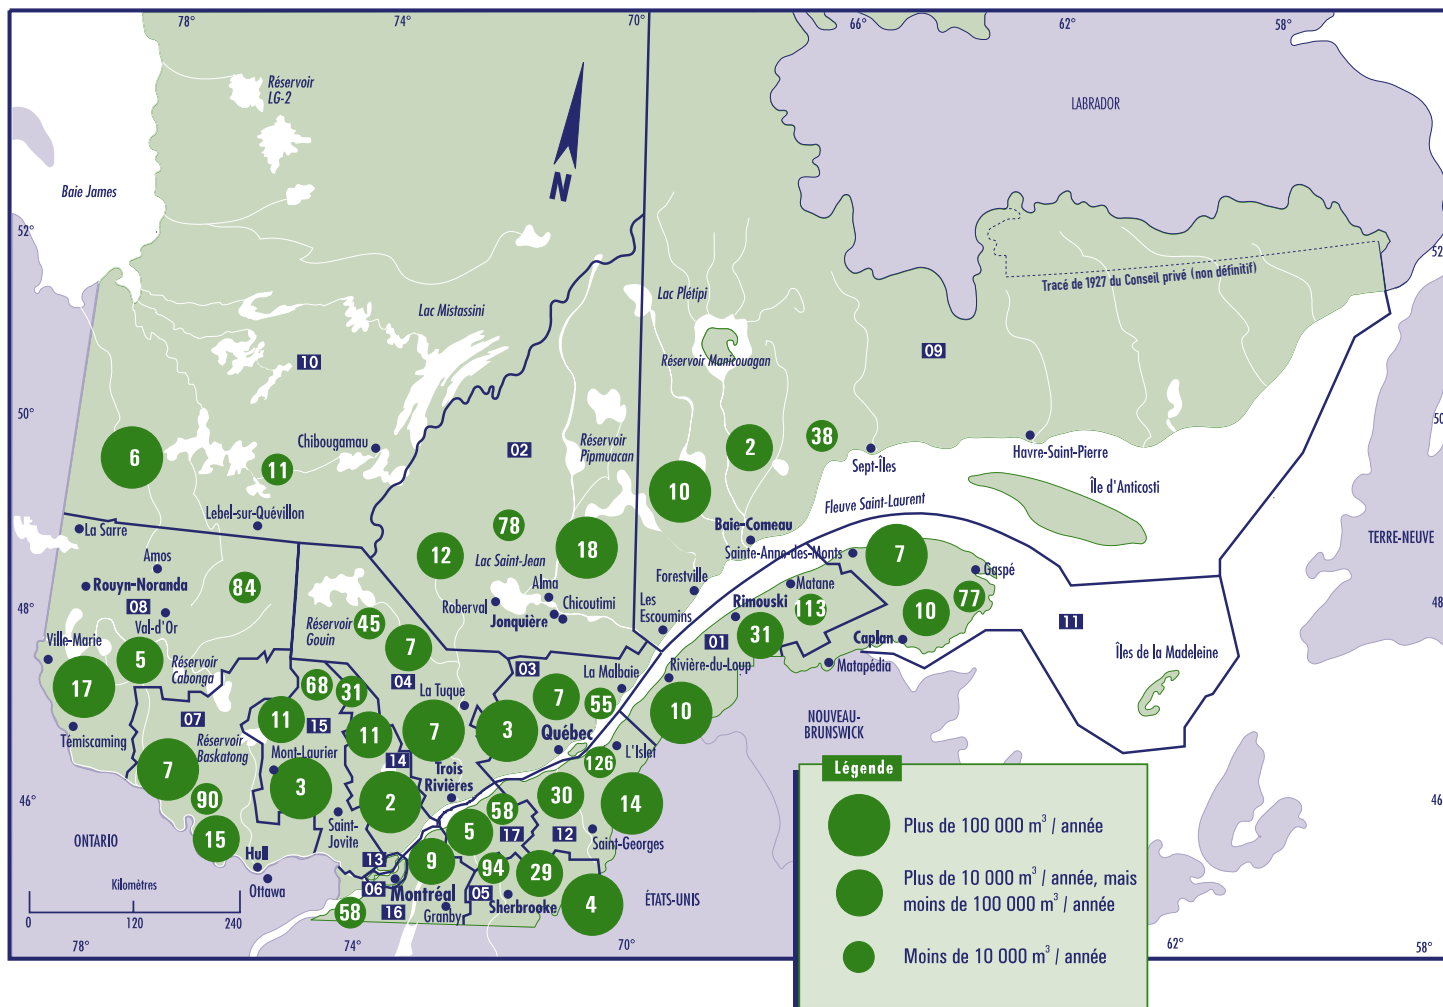 78°
74°
70°
66°
62°
58°
Réservoir
LG-2
LABRADOR
Baie James
N
52°
52
Tracé de 1927 du Conseil privé (non définitif)
Lac Plétipi
Lac Mistassini
09
10
Réservoir Manicouagan
50°
50
Chibougamau
02
Réservoir
Pipmuacan
2
38
6
11
Sept-Îles
Havre-Saint-Pierre
10
Île d'Anticosti
Fleuve Saint-Laurent
Lebel-sur-Quévillon
La Sarre
78
Baie-Comeau
TERRE-NEUVE
12
18
Lac Saint-Jean
Sainte-Anne-des-Monts
7
Amos
Rouyn-Noranda
84
Alma
Forestville
Matane
Gaspé
48°
48
08
Val-d'Or
Roberval
Chicoutimi
Jonquière
Les
Escoumins
Rimouski
113
10
77
Réservoir
Gouin
45
01
31
Caplan
11
Ville-Marie
7
5
Réservoir
Cabonga
03
La Malbaie
Rivière-du-Loup
Matapédia
Îles de la Madeleine
17
04
68
31
La Tuque
7
55
07
11
15
11
7
3
10
NOUVEAU-
BRUNSWICK
Témiscaming
Réservoir
Baskatong
Québec
L'Islet
Mont-Laurier
14
Trois
Rivières
126
7
3
2
30
14
46°
46
90
58
Saint-
Jovite
5
17
12
Saint-Georges
ONTARIO
15
Hull
13
9
94
29
Ottawa
06
Montréal
05
Sherbrooke
4
ÉTATS-UNIS
58
16
Granby
Kilomètres
0
120
240
78°
74°
70°
62°
58°
Légende
Plus de 100 000 m³ / année
Plus de 10 000 m³ / année, mais
moins de 100 000 m³ / année
Moins de 10 000 m³ / année